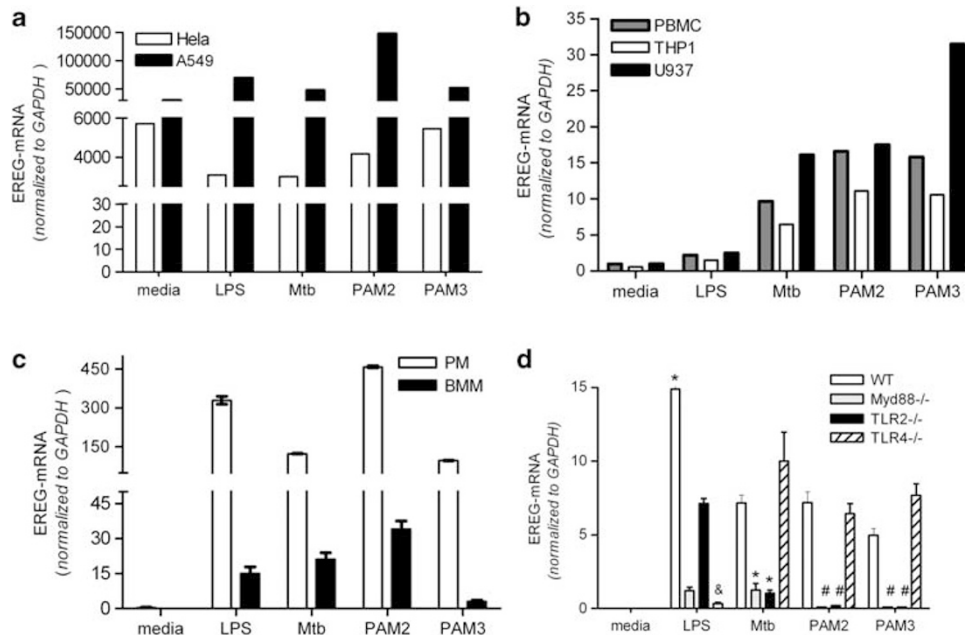 a
EREG-mRNA
(normalized to GAPDH )
150000
100000
50000
6000
4000
30
20
10
0
Hela
A549
media LPS Mtb PAM2 PAM3
b
EREG-mRNA
(normalized to GAPDH)
35
30
25
20
15
10
5
0
PBMC
THP1
U937
media LPS Mtb PAM2 PAM3
c
EREG-mRNA
(normalized to GAPDH )
450
300
150
45
30
15
0
PM
BMM
media LPS Mtb PAM2 PAM3
d
EREG-mRNA
(normalized to GAPDH)
15
10
5
0
WT
Myd88-/-
TLR2-/-
TLR4-/-
*
&
* *
# #
# #
media LPS Mtb PAM2 PAM3